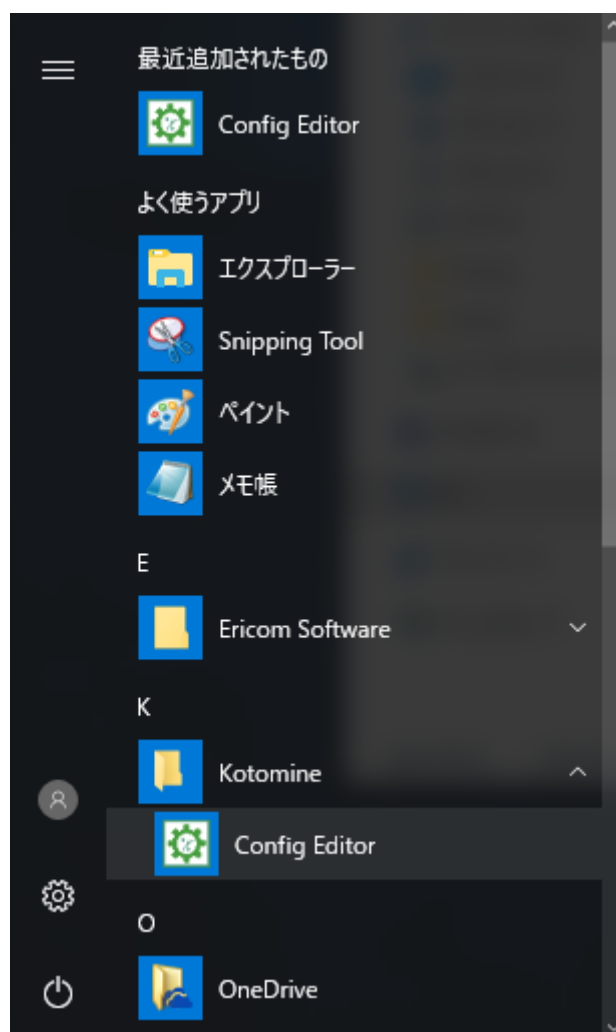 最近追加されたもの
Config Editor
よく使うアプリ
エクスプローラー
Snipping Tool
ペイント
メモ帳
E
Ericom Software
K
Kotomine
Config Editor
O
OneDrive